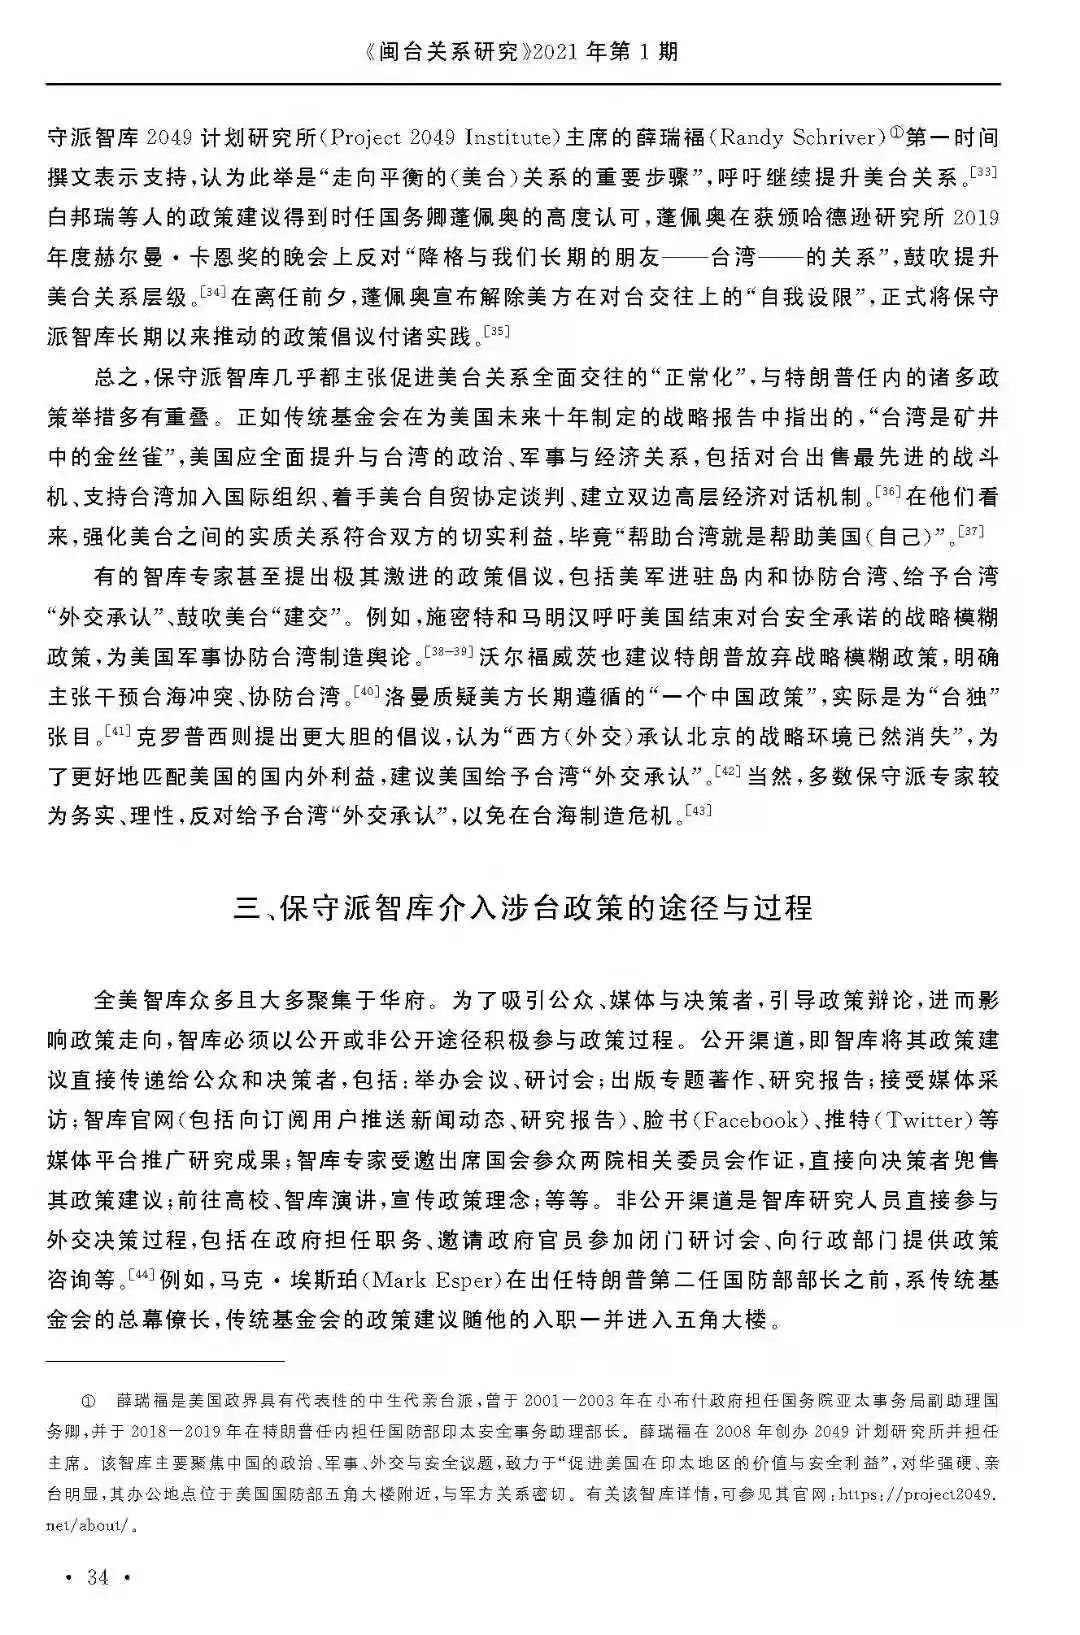 《闽台关系研究》2021年第1期
守派智库2049计划研究所(Project 2049 Institute)主席的薛瑞福(Randy Schriver)①第一时间
撰文表示支持,认为此举是“走向平衡的(美台)关系的重要步骤”,呼吁继续提升美台关系。[33]
白邦瑞等人的政策建议得到时任国务卿蓬佩奥的高度认可,蓬佩奥在获颁哈德逊研究所2019
年度赫尔曼·卡恩奖的晚会上反对“降格与我们长期的朋友——台湾——的关系”,鼓吹提升
美台关系层级。[34]在离任前夕,蓬佩奥宣布解除美方在对台交往上的“自我设限”,正式将保守
派智库长期以来推动的政策倡议付诸实践。[35]
总之,保守派智库几乎都主张促进美台关系全面交往的“正常化”,与特朗普任内的诸多政
策举措多有重叠。正如传统基金会在为美国未来十年制定的战略报告中指出的,“台湾是矿井
中的金丝雀”,美国应全面提升与台湾的政治、军事与经济关系,包括对台出售最先进的战斗
机、支持台湾加入国际组织、着手美台自贸协定谈判、建立双边高层经济对话机制。[36]在他们看
来,强化美台之间的实质关系符合双方的切实利益,毕竟“帮助台湾就是帮助美国(自己)”。[37]
有的智库专家甚至提出极其激进的政策倡议,包括美军进驻岛内和协防台湾、给予台湾
“外交承认”、鼓吹美台“建交”。例如,施密特和马明汉呼吁美国结束对台安全承诺的战略模糊
政策,为美国军事协防台湾制造舆论。[38-39]沃尔福威茨也建议特朗普放弃战略模糊政策,明确
主张干预台海冲突、协防台湾。[40]洛曼质疑美方长期遵循的“一个中国政策”,实际是为“台独”
张目。[41]克罗普西则提出更大胆的倡议,认为“西方(外交)承认北京的战略环境已然消失”,为
了更好地匹配美国的国内外利益,建议美国给予台湾“外交承认”。[42]当然,多数保守派专家较
为务实、理性,反对给予台湾“外交承认”,以免在台海制造危机。[43]
三、保守派智库介入涉台政策的途径与过程
全美智库众多且大多聚集于华府。为了吸引公众、媒体与决策者,引导政策辩论,进而影
响政策走向,智库必须以公开或非公开途径积极参与政策过程。公开渠道,即智库将其政策建
议直接传递给公众和决策者,包括:举办会议、研讨会;出版专题著作、研究报告;接受媒体采
访;智库官网(包括向订阅用户推送新闻动态、研究报告)、脸书(Facebook)、推特(Twitter)等
媒体平台推广研究成果;智库专家受邀出席国会参众两院相关委员会作证,直接向决策者兜售
其政策建议;前往高校、智库演讲,宣传政策理念;等等。非公开渠道是智库研究人员直接参与
外交决策过程,包括在政府担任职务、邀请政府官员参加闭门研讨会、向行政部门提供政策
咨询等。[44]例如,马克·埃斯珀(Mark Esper)在出任特朗普第二任国防部部长之前,系传统基
金会的总幕僚长,传统基金会的政策建议随他的入职一并进入五角大楼。
① 薛瑞福是美国政界具有代表性的中生代亲台派,曾于2001—2003年在小布什政府担任国务院亚太事务局副助理国
务卿,并于2018—2019年在特朗普任内担任国防部印太安全事务助理部长。薛瑞福在2008年创办2049计划研究所并担任
主席。该智库主要聚焦中国的政治、军事、外交与安全议题,致力于“促进美国在印太地区的价值与安全利益”,对华强硬、亲
台明显,其办公地点位于美国国防部五角大楼附近,与军方关系密切。有关该智库详情,可参见其官网:https://project2049.
net/about/。
· 34 ·